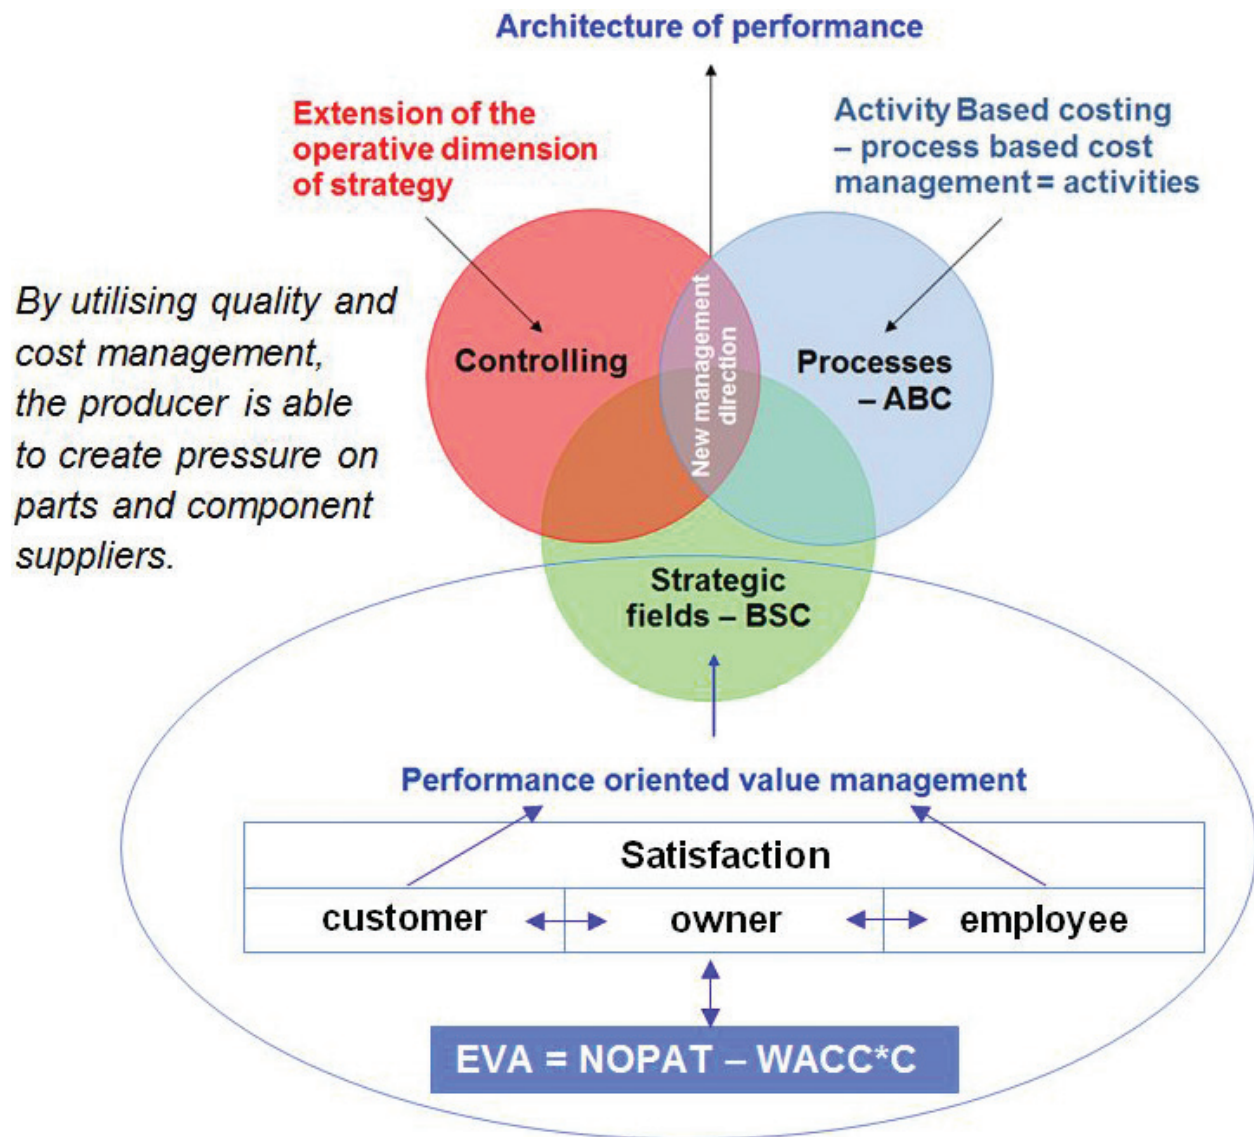 Architecture of performance
Extension of the
operative dimension
of strategy
Activity Based costing
– process based cost
management = activities
By utilising quality and
cost management,
the producer is able
to create pressure on
parts and component
suppliers.
Controlling
New management
direction
Processes
– ABC
Strategic
fields – BSC
Performance oriented value management
Satisfaction
customer
owner
employee
EVA = NOPAT – WACC*C